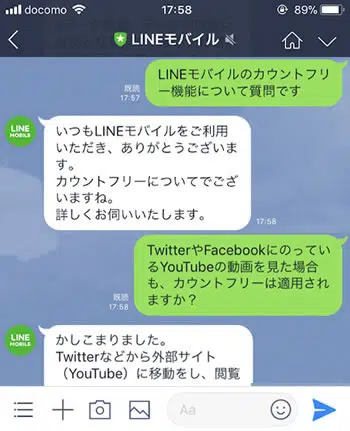 docomo 17:58 89%
LINEモバイル
LINEモバイルのカウントフリ
ー機能について質問です
既読
17:57
LINE
MOBILE
いつもLINEモバイルをご利用
いただき、ありがとうございま
す。
カウントフリーについてでござ
いますね。
詳しくお伺いいたします。
17:58
TwitterやFacebookにのってい
るYouTubeの動画を見た場合
も、カウントフリーは適用され
ますか？
既読
17:58
LINE
MOBILE
かしこまりました。
Twitterなどから外部サイト
（YouTube）に移動をし、閲覧
Aa